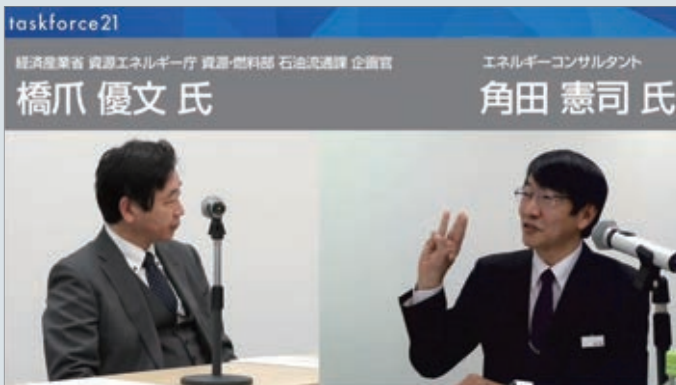 taskforce21
経済産業省 資源エネルギー庁 資源・燃料部 石油流通課 企画官
橋爪 優文 氏
エネルギーコンサルタント
角田 憲司 氏